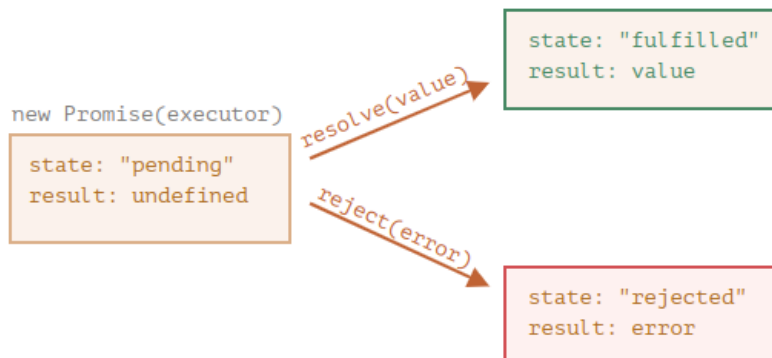 new Promise(executor)
state: "pending"
result: undefined
resolve(value)
reject(error)
state: "fulfilled"
result: value
state: "rejected"
result: error